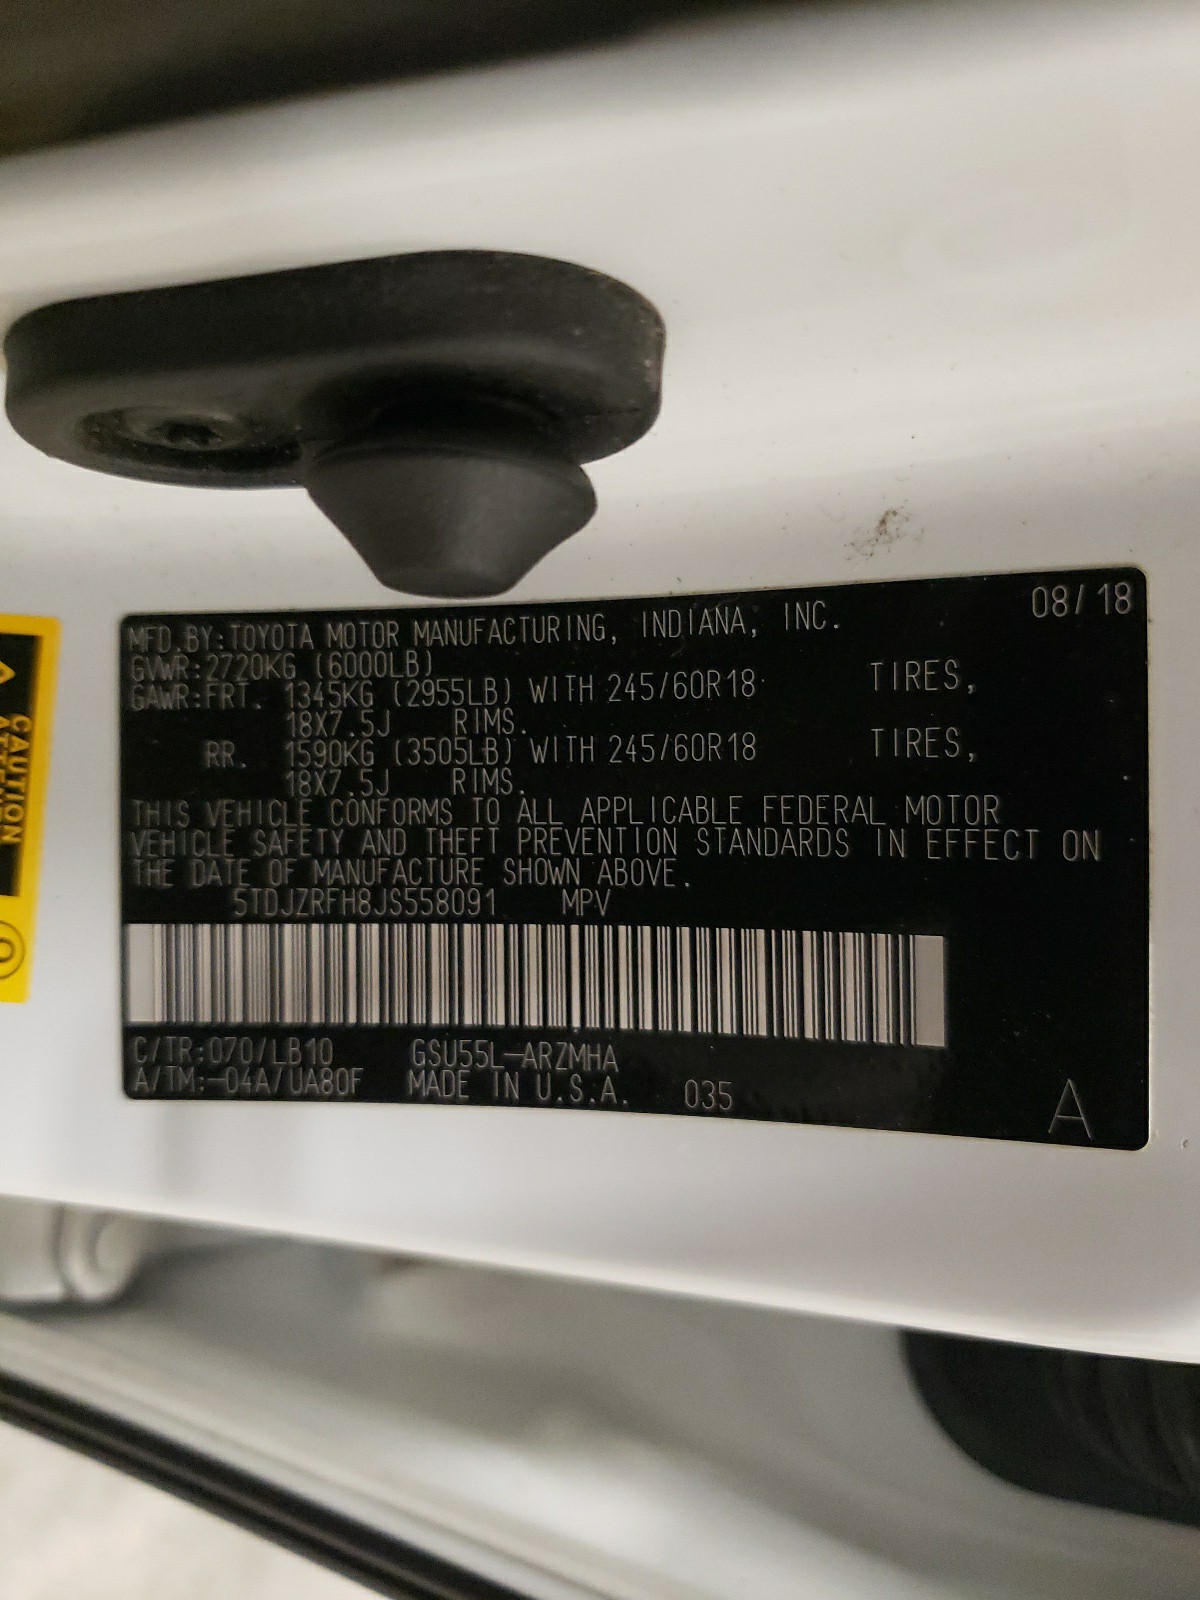 08/18
MFD.BY:TOYOTA MOTOR MANUFACTURING, INDIANA, INC.
GVWR:2720KG (6000LB)
GAWR:FRT. 1345KG (2955LB) WITH 245/60R18 TIRES,
18X7.5J RIMS.
RR. 1590KG (3505LB) WITH 245/60R18 TIRES,
18X7.5J RIMS.
THIS VEHICLE CONFORMS TO ALL APPLICABLE FEDERAL MOTOR
VEHICLE SAFETY AND THEFT PREVENTION STANDARDS IN EFFECT ON
THE DATE OF MANUFACTURE SHOWN ABOVE.
5TDJZRFH8JS558091 MPV
C/TR:070/LB10 GSU55L-ARZMHA
A/TM:-04A/UA80F MADE IN U.S.A. 035
A
CAUTION